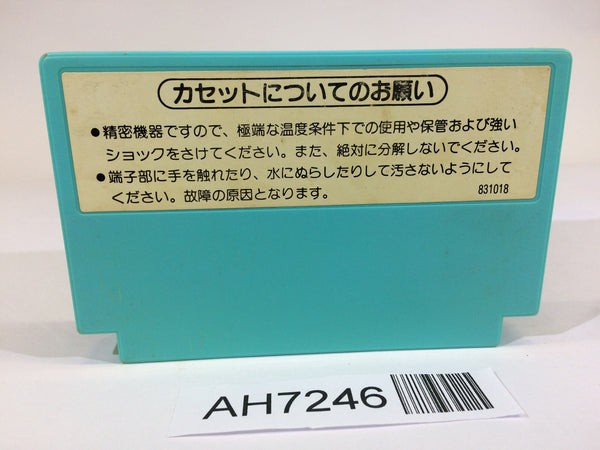 カセットについてのお願い
●精密機器ですので、極端な温度条件下での使用や保管および強い
ショックをさけてください。また、絶対に分解しないでください。
●端子部に手を触れたり、水にぬらしたりして汚さないようにして
ください。故障の原因となります。
831018
AH7246